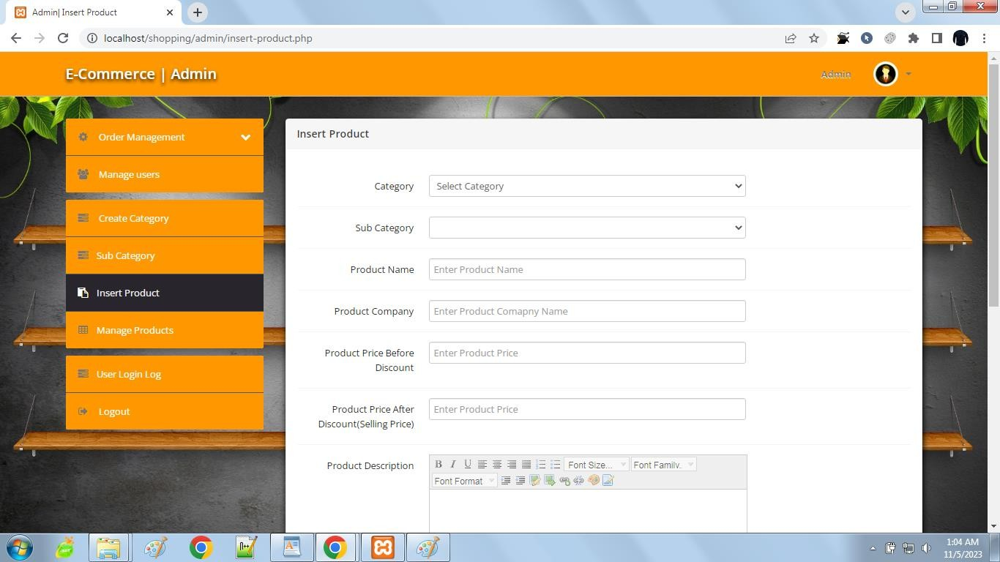 Admin| Insert Product
localhost/shopping/admin/insert-product.php
E-Commerce | Admin
Admin
Order Management
Manage users
Create Category
Sub Category
Insert Product
Manage Products
User Login Log
Logout
Insert Product
Category
Select Category
Sub Category
Product Name
Enter Product Name
Product Company
Enter Product Comapny Name
Product Price Before
Discount
Enter Product Price
Product Price After
Discount(Selling Price)
Enter Product Price
Product Description
B I U
Font Size...
Font Family.
Font Format
1:04 AM
11/5/2023